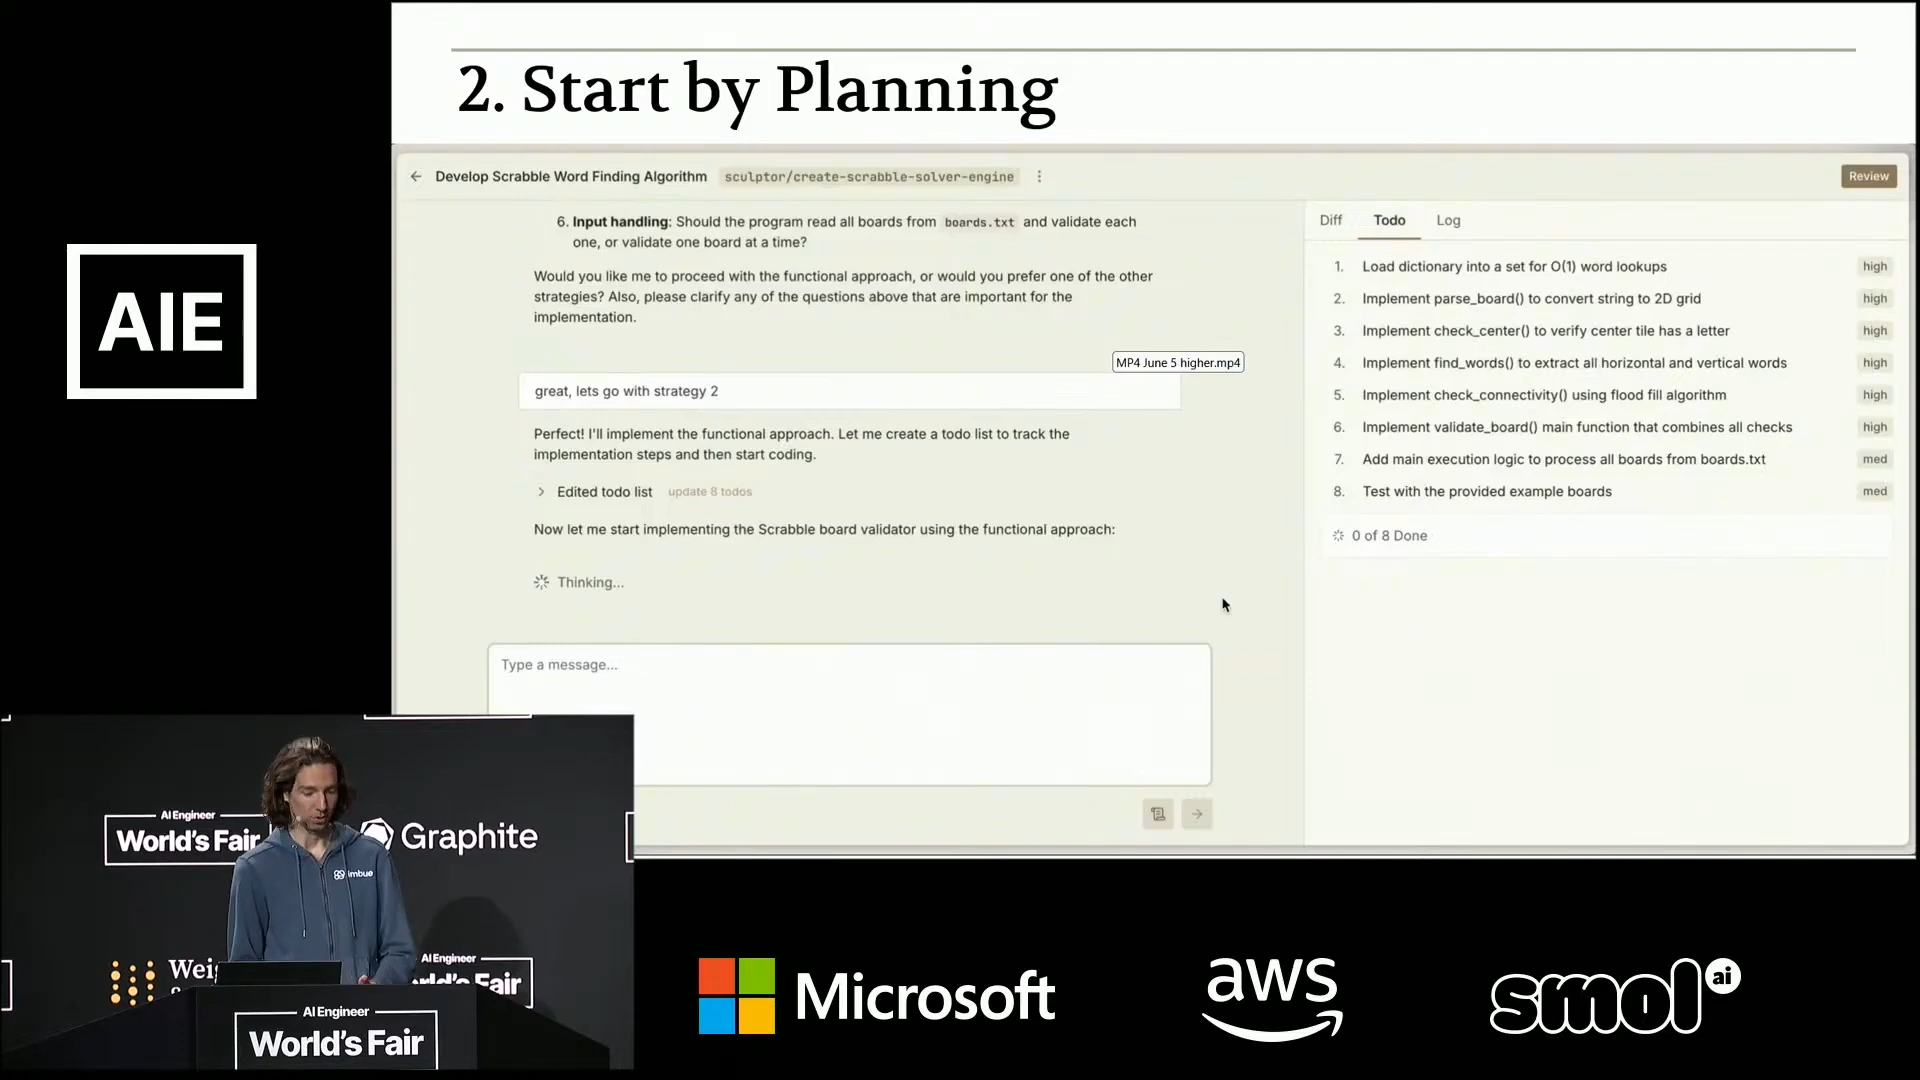 2. Start by Planning
Develop Scrabble Word Finding Algorithm
sculptor/create-scrabble-solver-engine
Review
6. Input handling: Should the program read all boards from boards.txt and validate each
one, or validate one board at a time?
Would you like me to proceed with the functional approach, or would you prefer one of the other
strategies? Also, please clarify any of the questions above that are important for the
implementation.
MP4 June 5 higher.mp4
great, lets go with strategy 2
Perfect! I'll implement the functional approach. Let me create a todo list to track the
implementation steps and then start coding.
Edited todo list update 8 todos
Now let me start implementing the Scrabble board validator using the functional approach:
Thinking...
Type a message...
Diff Todo Log
1. Load dictionary into a set for O(1) word lookups high
2. Implement parse_board() to convert string to 2D grid high
3. Implement check_center() to verify center tile has a letter high
4. Implement find_words() to extract all horizontal and vertical words high
5. Implement check_connectivity() using flood fill algorithm high
6. Implement validate_board() main function that combines all checks high
7. Add main execution logic to process all boards from boards.txt med
8. Test with the provided example boards med
0 of 8 Done
AIE
AI Engineer
World's Fair
Graphite
imbue
AI Engineer
AI Engineer
World's Fair
Microsoft
aws
smol ai